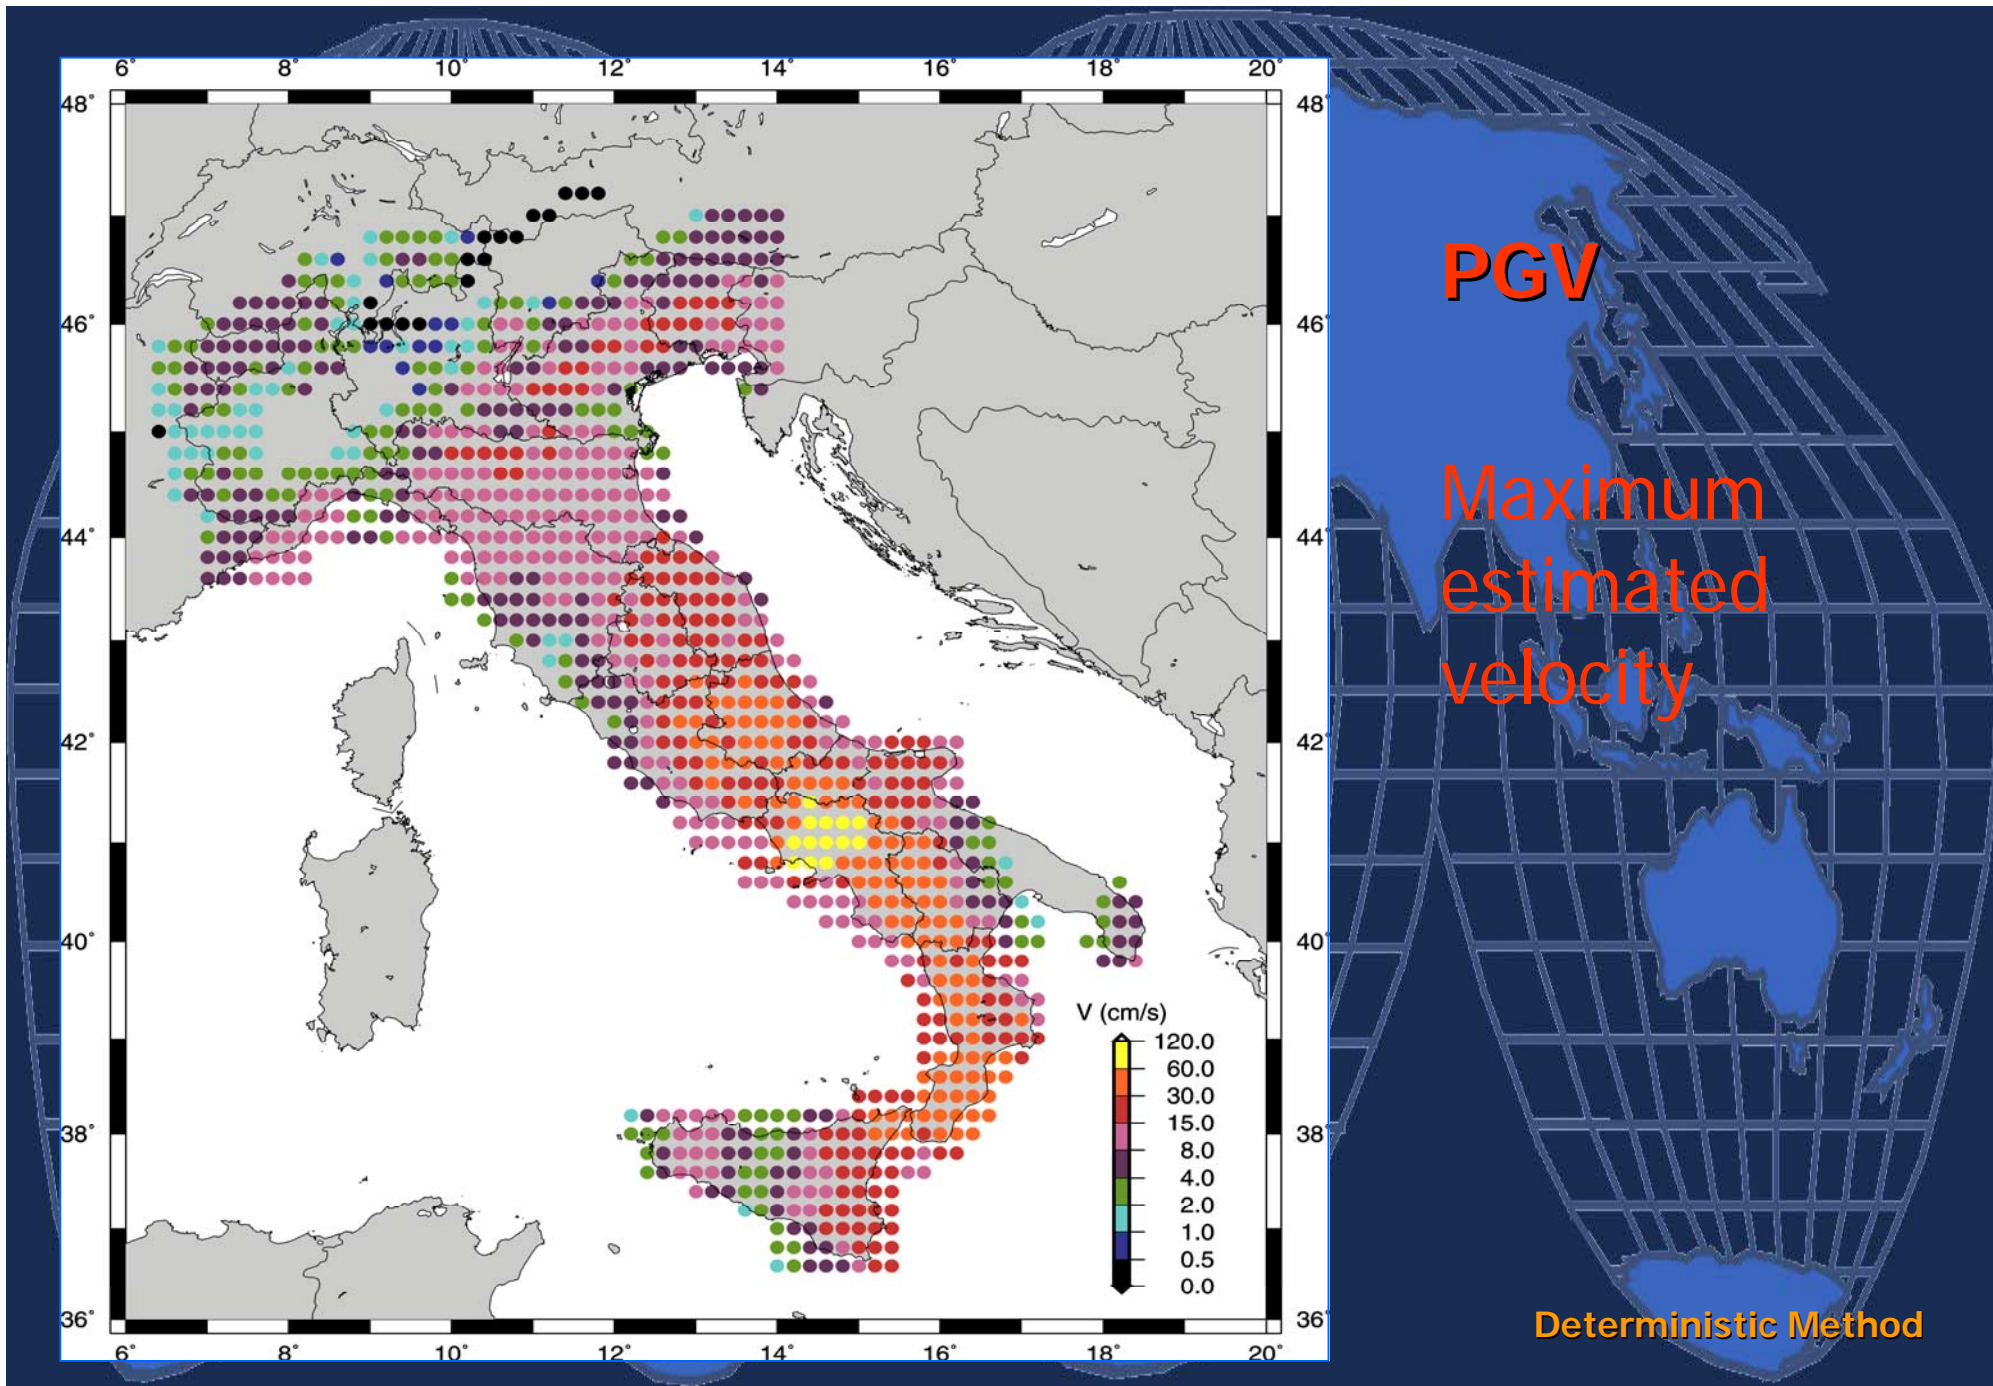 6° 8° 10° 12° 14° 16° 18° 20°
48° 48°
46° 46°
44° 44°
42° 42°
40° 40°
38° 38°
36° 36°
6° 8° 10° 12° 14° 16° 18° 20°
V (cm/s)
120.0
60.0
30.0
15.0
8.0
4.0
2.0
1.0
0.5
0.0
PGV
Maximum
estimated
velocity
Deterministic Method